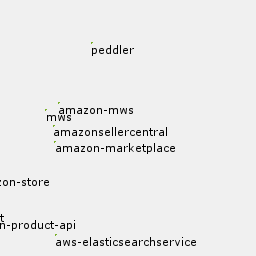 peddler
amazon-mws
mws
amazonsellercentral
amazon-marketplace
zon-store
t
n-product-api
aws-elasticsearchservice